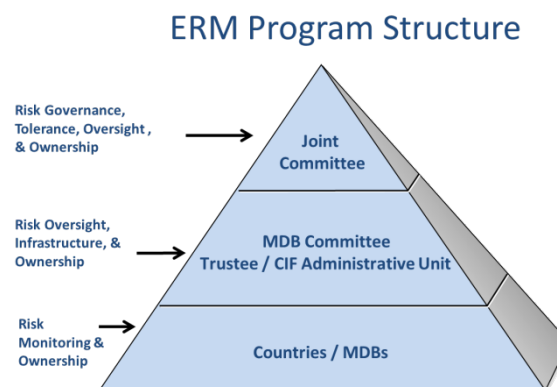 ERM Program Structure
Risk Governance,
Tolerance, Oversight ,
& Ownership
Joint
Committee
Risk Oversight,
Infrastructure, &
Ownership
MDB Committee
Trustee / CIF Administrative Unit
Risk
Monitoring &
Ownership
Countries / MDBs